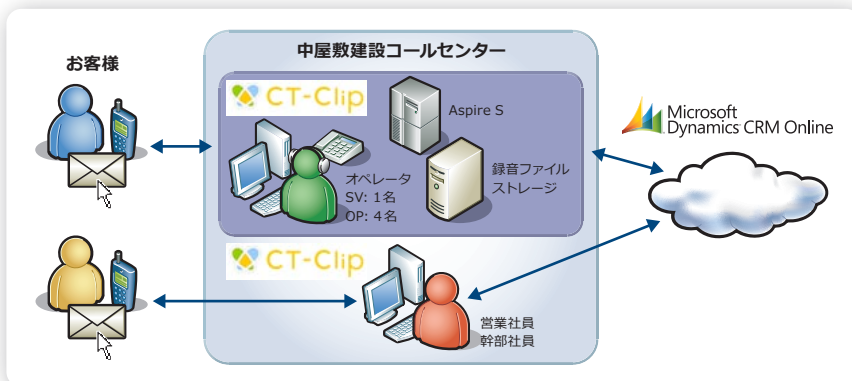 お客様
中屋敷建設コールセンター
CT-Clip
Aspire S
オペレータ
SV: 1名
OP: 4名
録音ファイル
ストレージ
Microsoft
Dynamics CRM Online
CT-Clip
営業社員
幹部社員